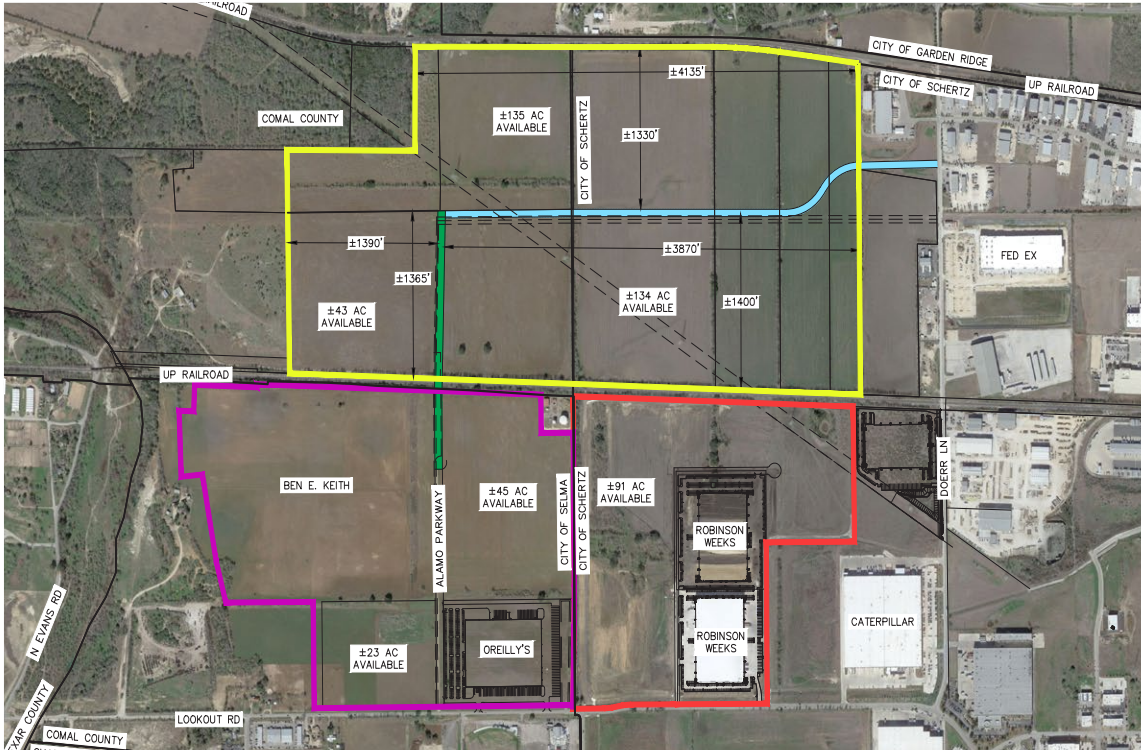 RAILROAD
CITY OF GARDEN RIDGE
CITY OF SCHERTZ
UP RAILROAD
±4135'
COMAL COUNTY
±135 AC
AVAILABLE
±1330'
CITY OF SCHERTZ
±1390'
±3870'
±1365'
FED EX
±43 AC
AVAILABLE
±134 AC
AVAILABLE
±1400'
UP RAILROAD
BEN E. KEITH
ALAMO PARKWAY
±45 AC
AVAILABLE
CITY OF SELMA
CITY OF SCHERTZ
±91 AC
AVAILABLE
DOERR LN
ROBINSON
WEEKS
ROBINSON
WEEKS
CATERPILLAR
N EVANS RD
±23 AC
AVAILABLE
OREILLY'S
LOOKOUT RD
COMAL COUNTY